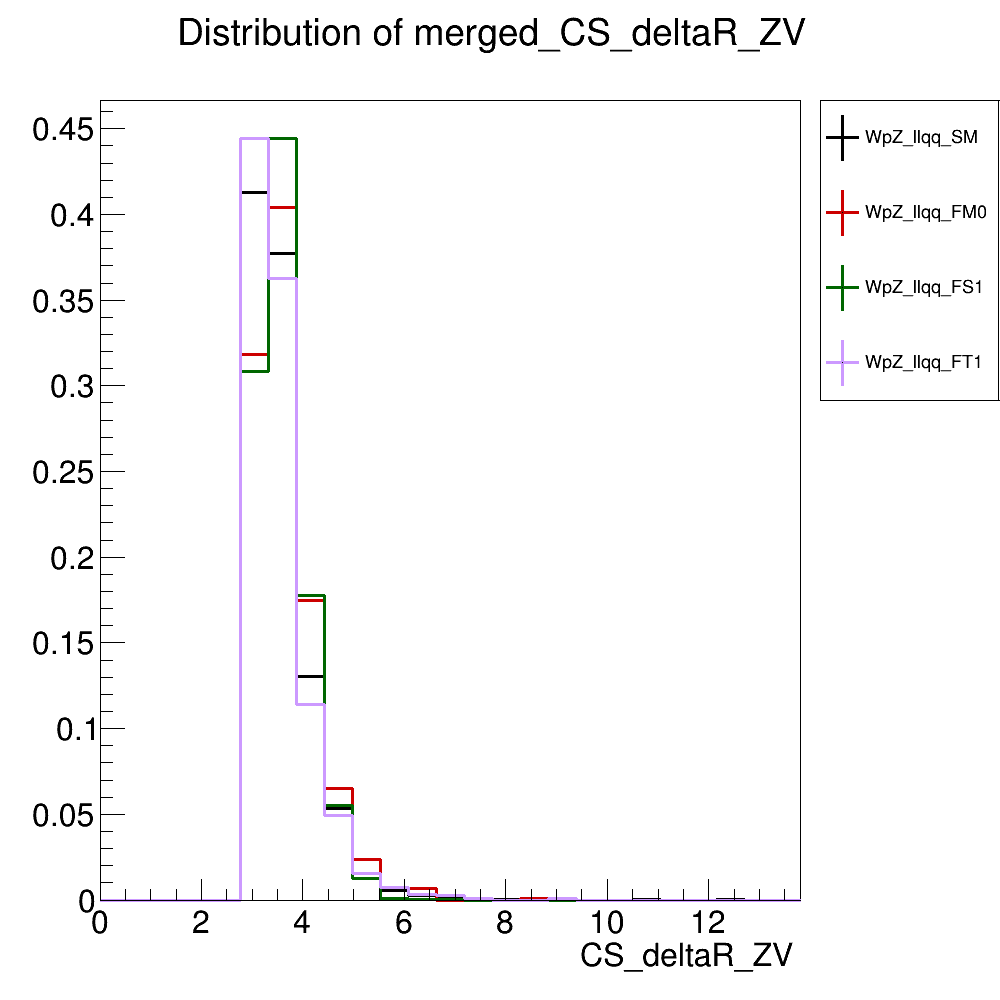 Distribution of merged_CS_deltaR_ZV
0.45
0.4
0.35
0.3
0.25
0.2
0.15
0.1
0.05
0
0 2 4 6 8 10 12
CS_deltaR_ZV
WpZ_llqq_SM
WpZ_llqq_FM0
WpZ_llqq_FS1
WpZ_llqq_FT1